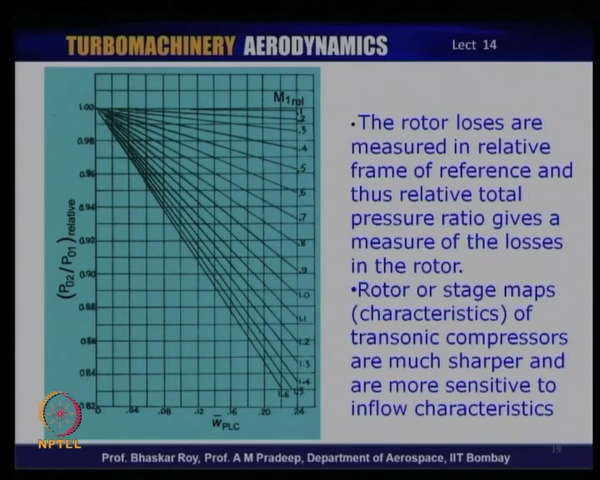 TURBOMACHINERY AERODYNAMICS
Lect 14
M1rel
1.00
0.98
0.96
0.94
0.92
0.90
0.88
0.86
0.84
0.82
(P02/P01)relative
.1
.2
.3
.4
.5
.6
.7
.8
.9
1.0
1.1
1.2
1.3
1.4
1.5
1.6
0
.04
.08
.12
.16
.20
.24
w̅PLC
•The rotor loses are
measured in relative
frame of reference and
thus relative total
pressure ratio gives a
measure of the losses
in the rotor.
•Rotor or stage maps
(characteristics) of
transonic compressors
are much sharper and
are more sensitive to
inflow characteristics
NPTEL
19
Prof. Bhaskar Roy, Prof. A M Pradeep, Department of Aerospace, IIT Bombay